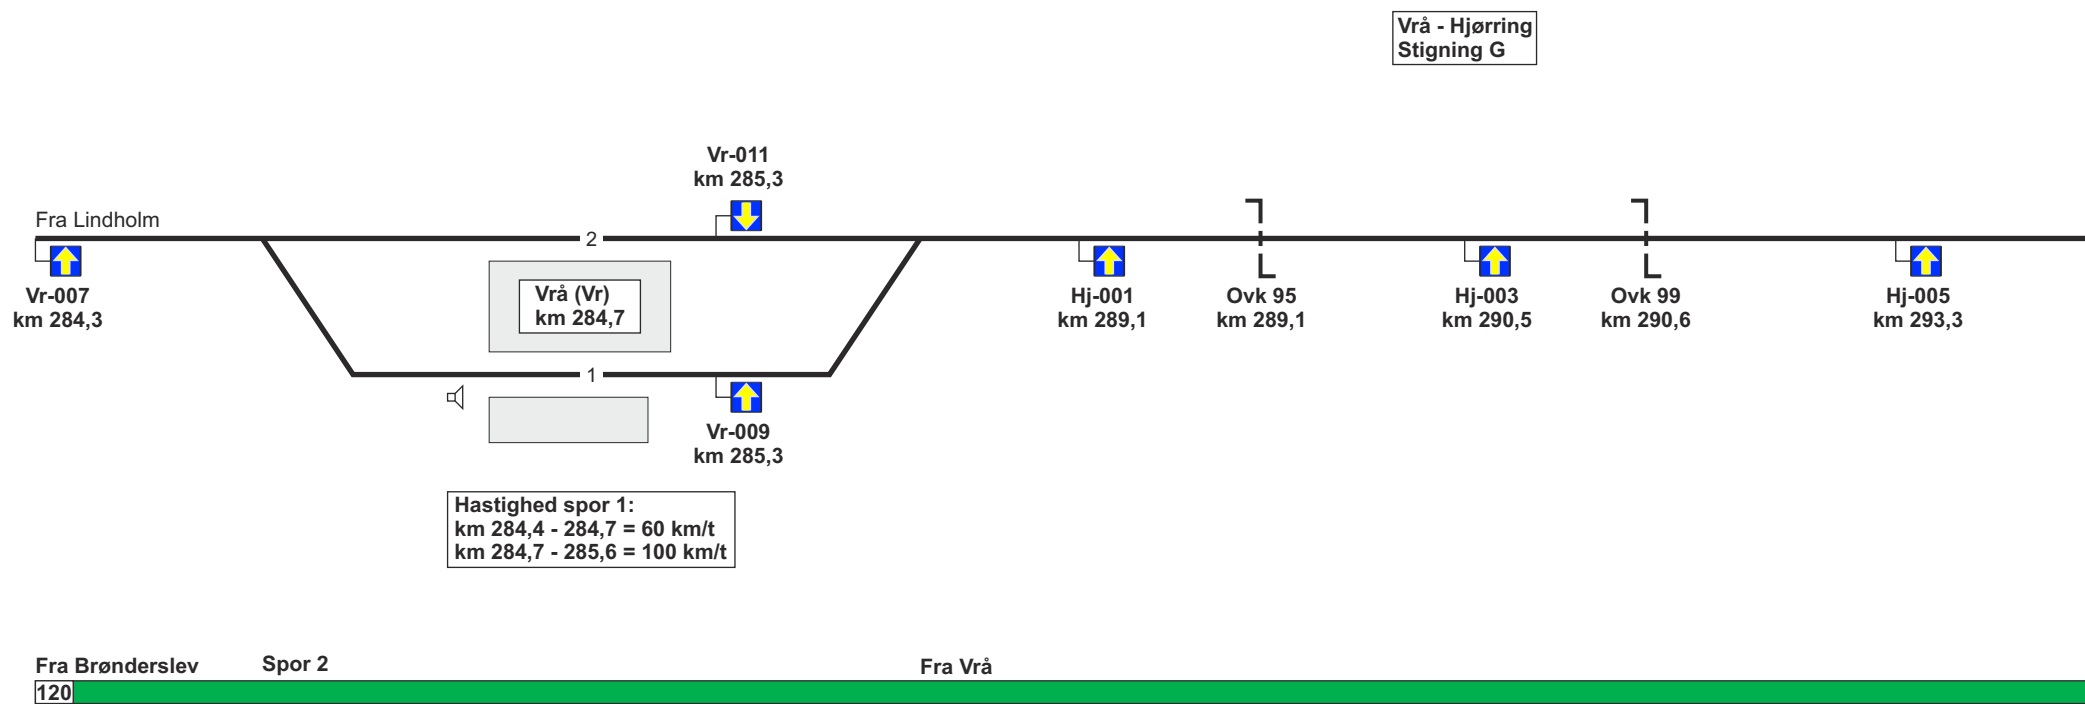 Vrå - Hjørring
Stigning G
Vr-011
km 285,3
Fra Lindholm
2
Vr-007
km 284,3
Vrå (Vr)
km 284,7
Hj-001
km 289,1
Ovk 95
km 289,1
Hj-003
km 290,5
Ovk 99
km 290,6
Hj-005
km 293,3
1
Vr-009
km 285,3
Hastighed spor 1:
km 284,4 - 284,7 = 60 km/t
km 284,7 - 285,6 = 100 km/t
Fra Brønderslev
Spor 2
Fra Vrå
120